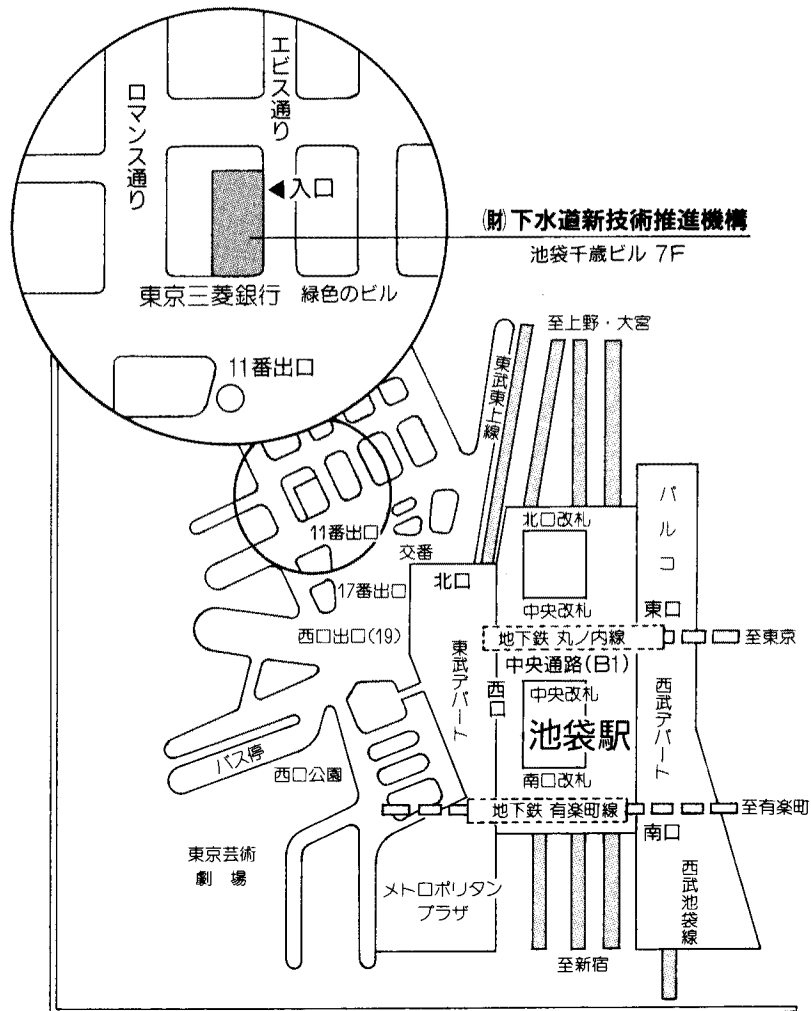 エビス通り
ロマンス通り
◀入口
(財)下水道新技術推進機構
池袋千歳ビル 7F
東京三菱銀行
緑色のビル
11番出口
至上野・大宮
東武東上線
パルコ
北口改札
11番出口
交番
北口
17番出口
中央改札
東口
西口出口(19)
地下鉄 丸ノ内線
至東京
東武デパート
中央通路(B1)
西口
中央改札
西武デパート
池袋駅
バス停
西口公園
南口改札
地下鉄 有楽町線
至有楽町
南口
東京芸術
劇場
メトロポリタン
プラザ
西武池袋線
至新宿